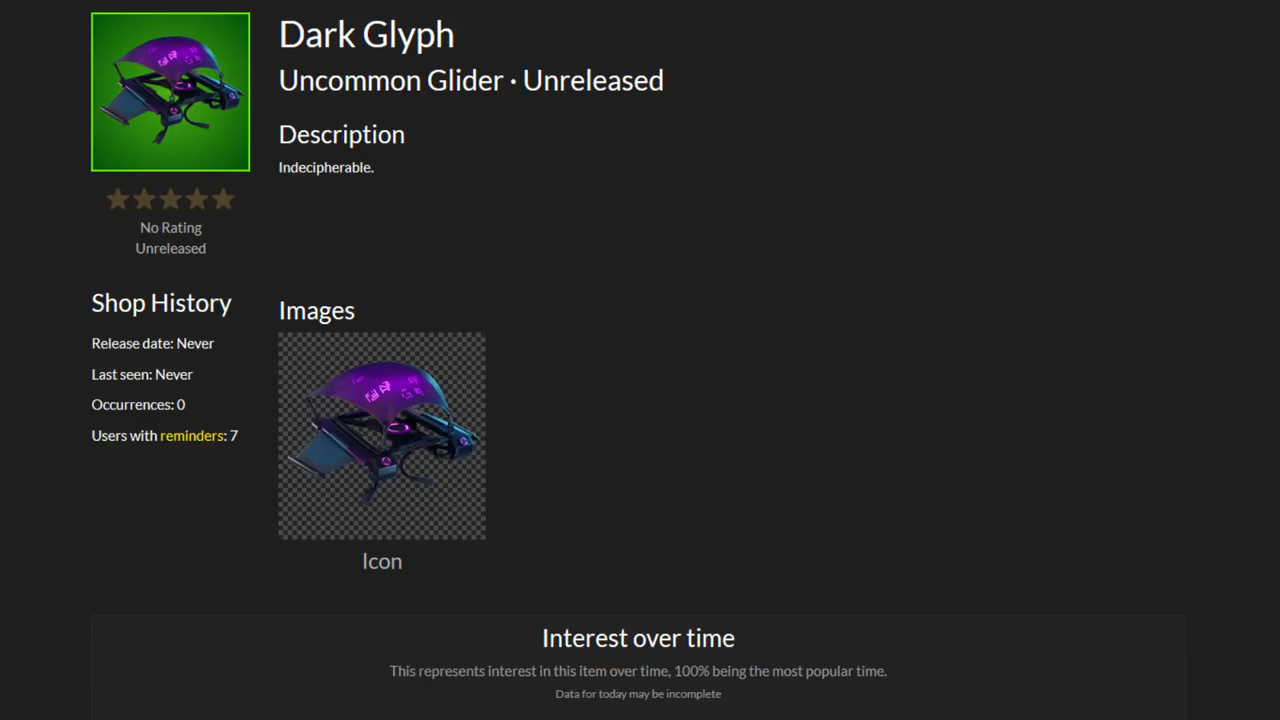 Dark Glyph
Uncommon Glider · Unreleased
Description
Indecipherable.
No Rating
Unreleased
Shop History
Release date: Never
Last seen: Never
Occurrences: 0
Users with reminders: 7
Images
Icon
Interest over time
This represents interest in this item over time, 100% being the most popular time.
Data for today may be incomplete